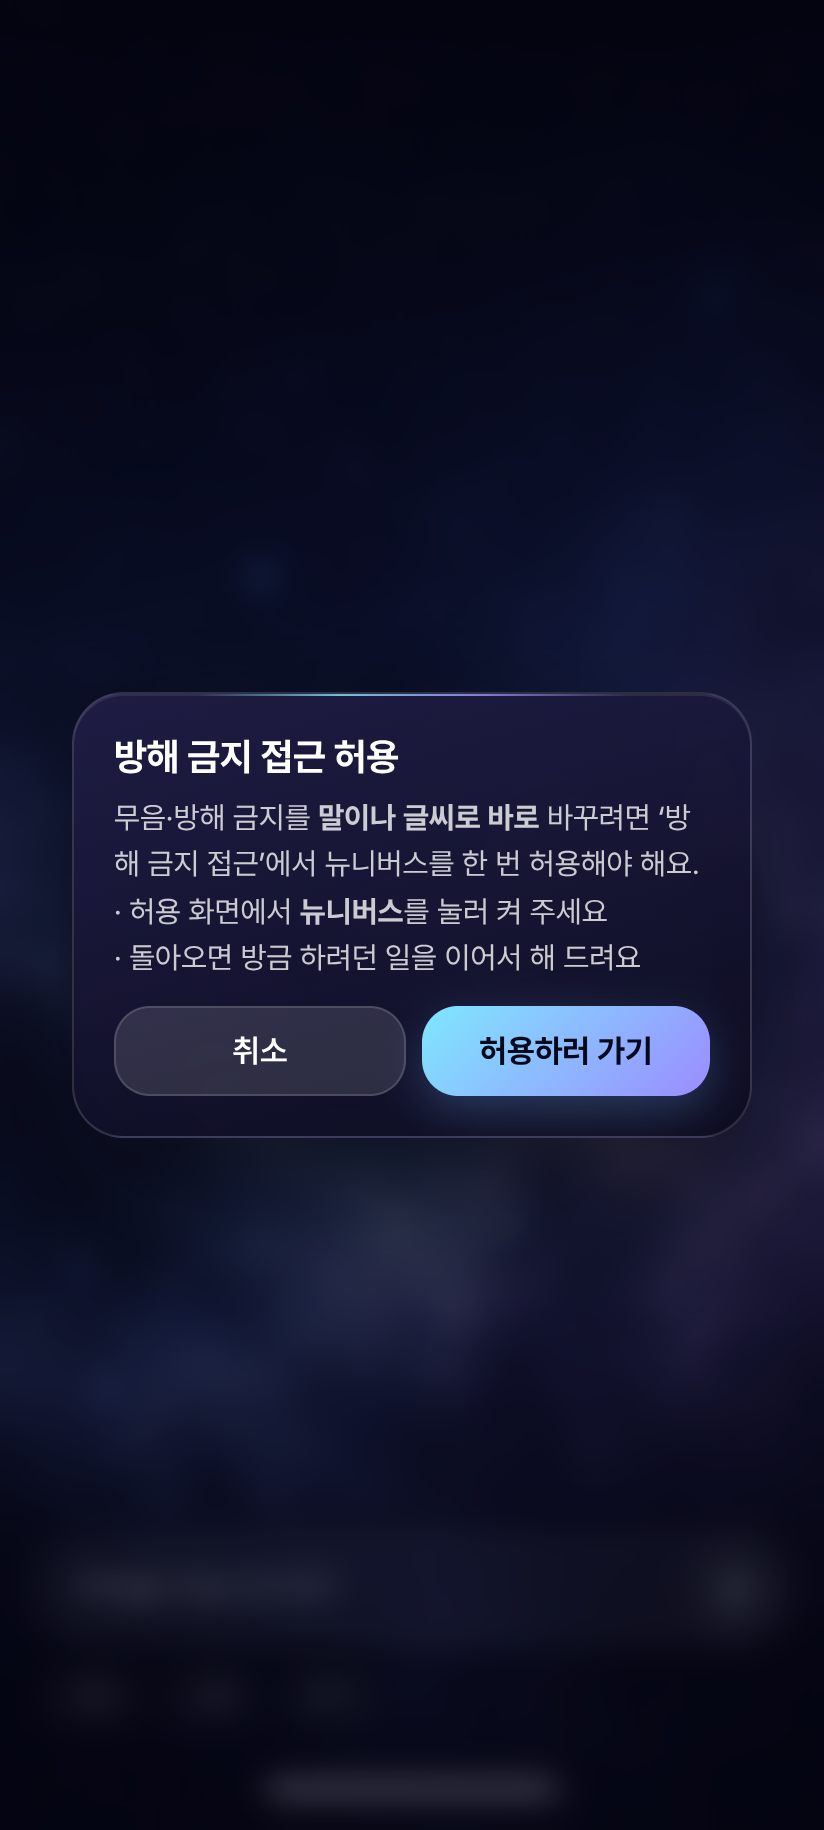 방해 금지 접근 허용
무음·방해 금지를 말이나 글씨로 바로 바꾸려면 ‘방
해 금지 접근’에서 뉴니버스를 한 번 허용해야 해요.
· 허용 화면에서 뉴니버스를 눌러 켜 주세요
· 돌아오면 방금 하려던 일을 이어서 해 드려요
취소
허용하러 가기